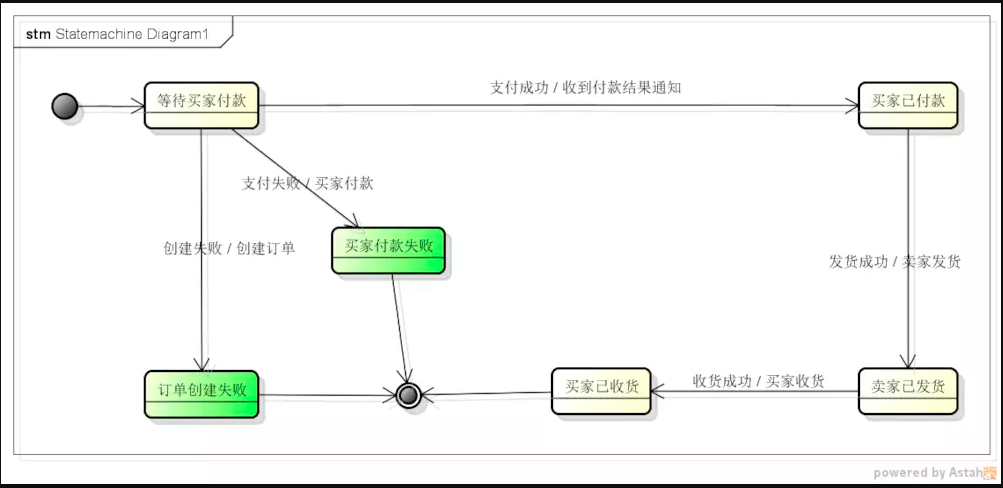 stm Statemachine Diagram1
等待买家付款
支付成功 / 收到付款结果通知
买家已付款
支付失败 / 买家付款
创建失败 / 创建订单
买家付款失败
发货成功 / 卖家发货
订单创建失败
买家已收货
收货成功 / 买家收货
卖家已发货
powered by Astah